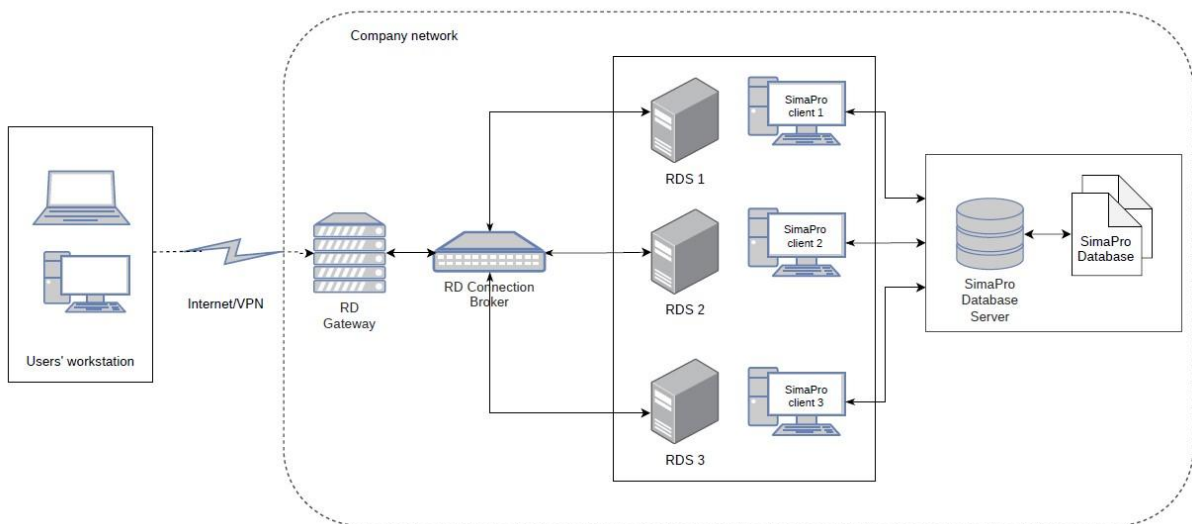 Company network
Users' workstation
Internet/VPN
RD
Gateway
RD Connection
Broker
RDS 1
SimaPro
client 1
RDS 2
SimaPro
client 2
RDS 3
SimaPro
client 3
SimaPro
Database
Server
SimaPro
Database